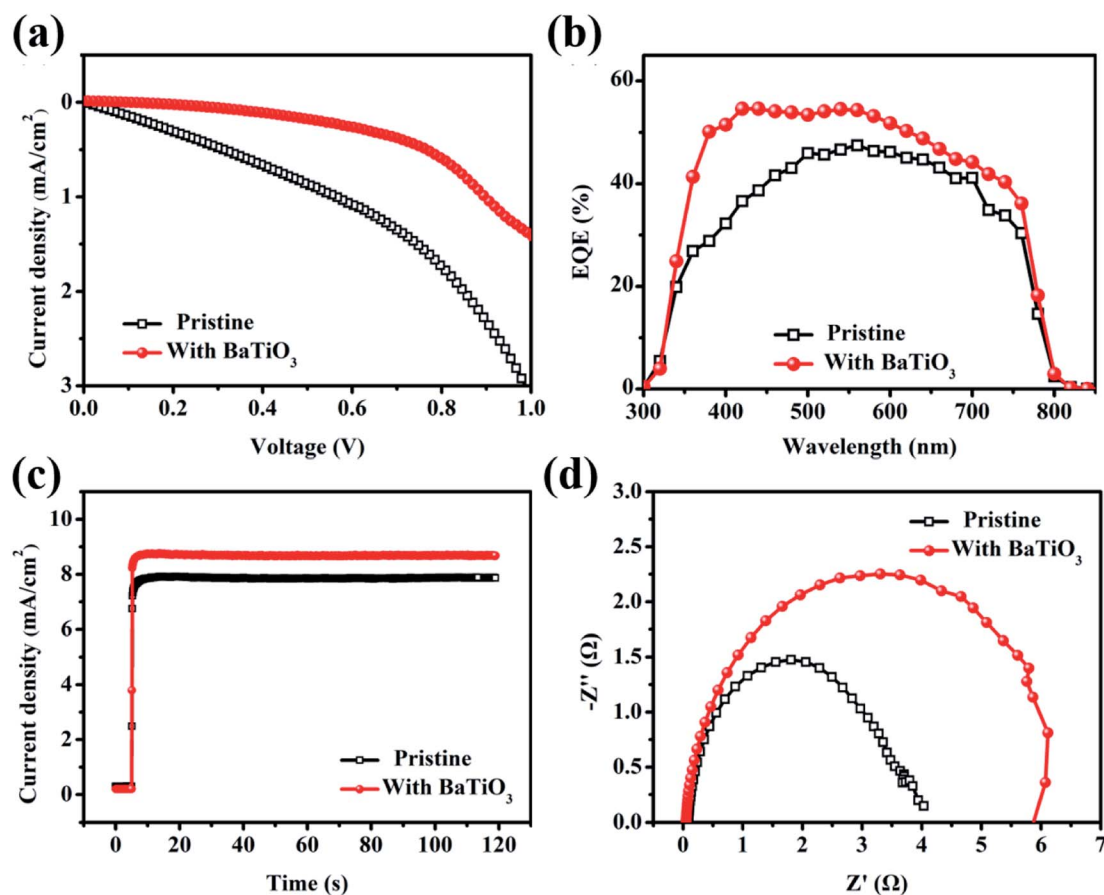 (a)
Current density (mA/cm²)
0
1
2
3
Pristine
With BaTiO₃
0.0 0.2 0.4 0.6 0.8 1.0
Voltage (V)
(b)
EQE (%)
60
40
20
0
Pristine
With BaTiO₃
300 400 500 600 700 800
Wavelength (nm)
(c)
Current density (mA/cm²)
10
8
6
4
2
0
Pristine
With BaTiO₃
0 20 40 60 80 100 120
Time (s)
(d)
-Z'' (Ω)
3.0
2.5
2.0
1.5
1.0
0.5
0.0
Pristine
With BaTiO₃
0 1 2 3 4 5 6 7
Z' (Ω)